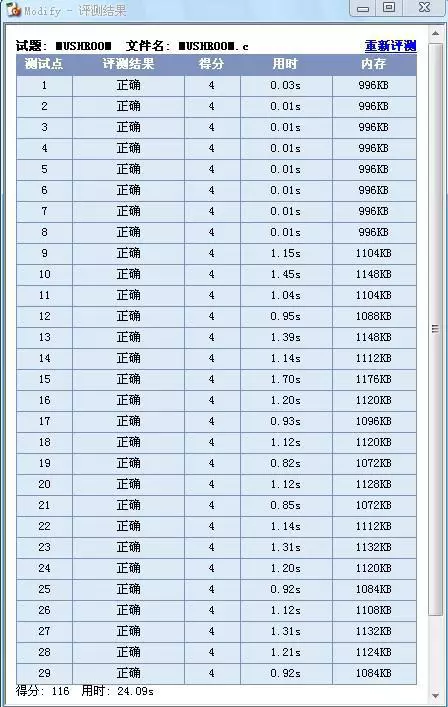 Modify - 评测结果
试题: MUSHROOM 文件名: MUSHROOM.c 重新评测
测试点 评测结果 得分 用时 内存
1 正确 4 0.03s 996KB
2 正确 4 0.01s 996KB
3 正确 4 0.01s 996KB
4 正确 4 0.01s 996KB
5 正确 4 0.01s 996KB
6 正确 4 0.01s 996KB
7 正确 4 0.01s 996KB
8 正确 4 0.01s 996KB
9 正确 4 1.15s 1104KB
10 正确 4 1.45s 1148KB
11 正确 4 1.04s 1104KB
12 正确 4 0.95s 1088KB
13 正确 4 1.39s 1148KB
14 正确 4 1.14s 1112KB
15 正确 4 1.70s 1176KB
16 正确 4 1.20s 1120KB
17 正确 4 0.93s 1096KB
18 正确 4 1.12s 1120KB
19 正确 4 0.82s 1072KB
20 正确 4 1.12s 1128KB
21 正确 4 0.85s 1072KB
22 正确 4 1.14s 1112KB
23 正确 4 1.31s 1132KB
24 正确 4 1.20s 1120KB
25 正确 4 0.92s 1084KB
26 正确 4 1.12s 1108KB
27 正确 4 1.31s 1132KB
28 正确 4 1.21s 1124KB
29 正确 4 0.92s 1084KB
得分: 116 用时: 24.09s